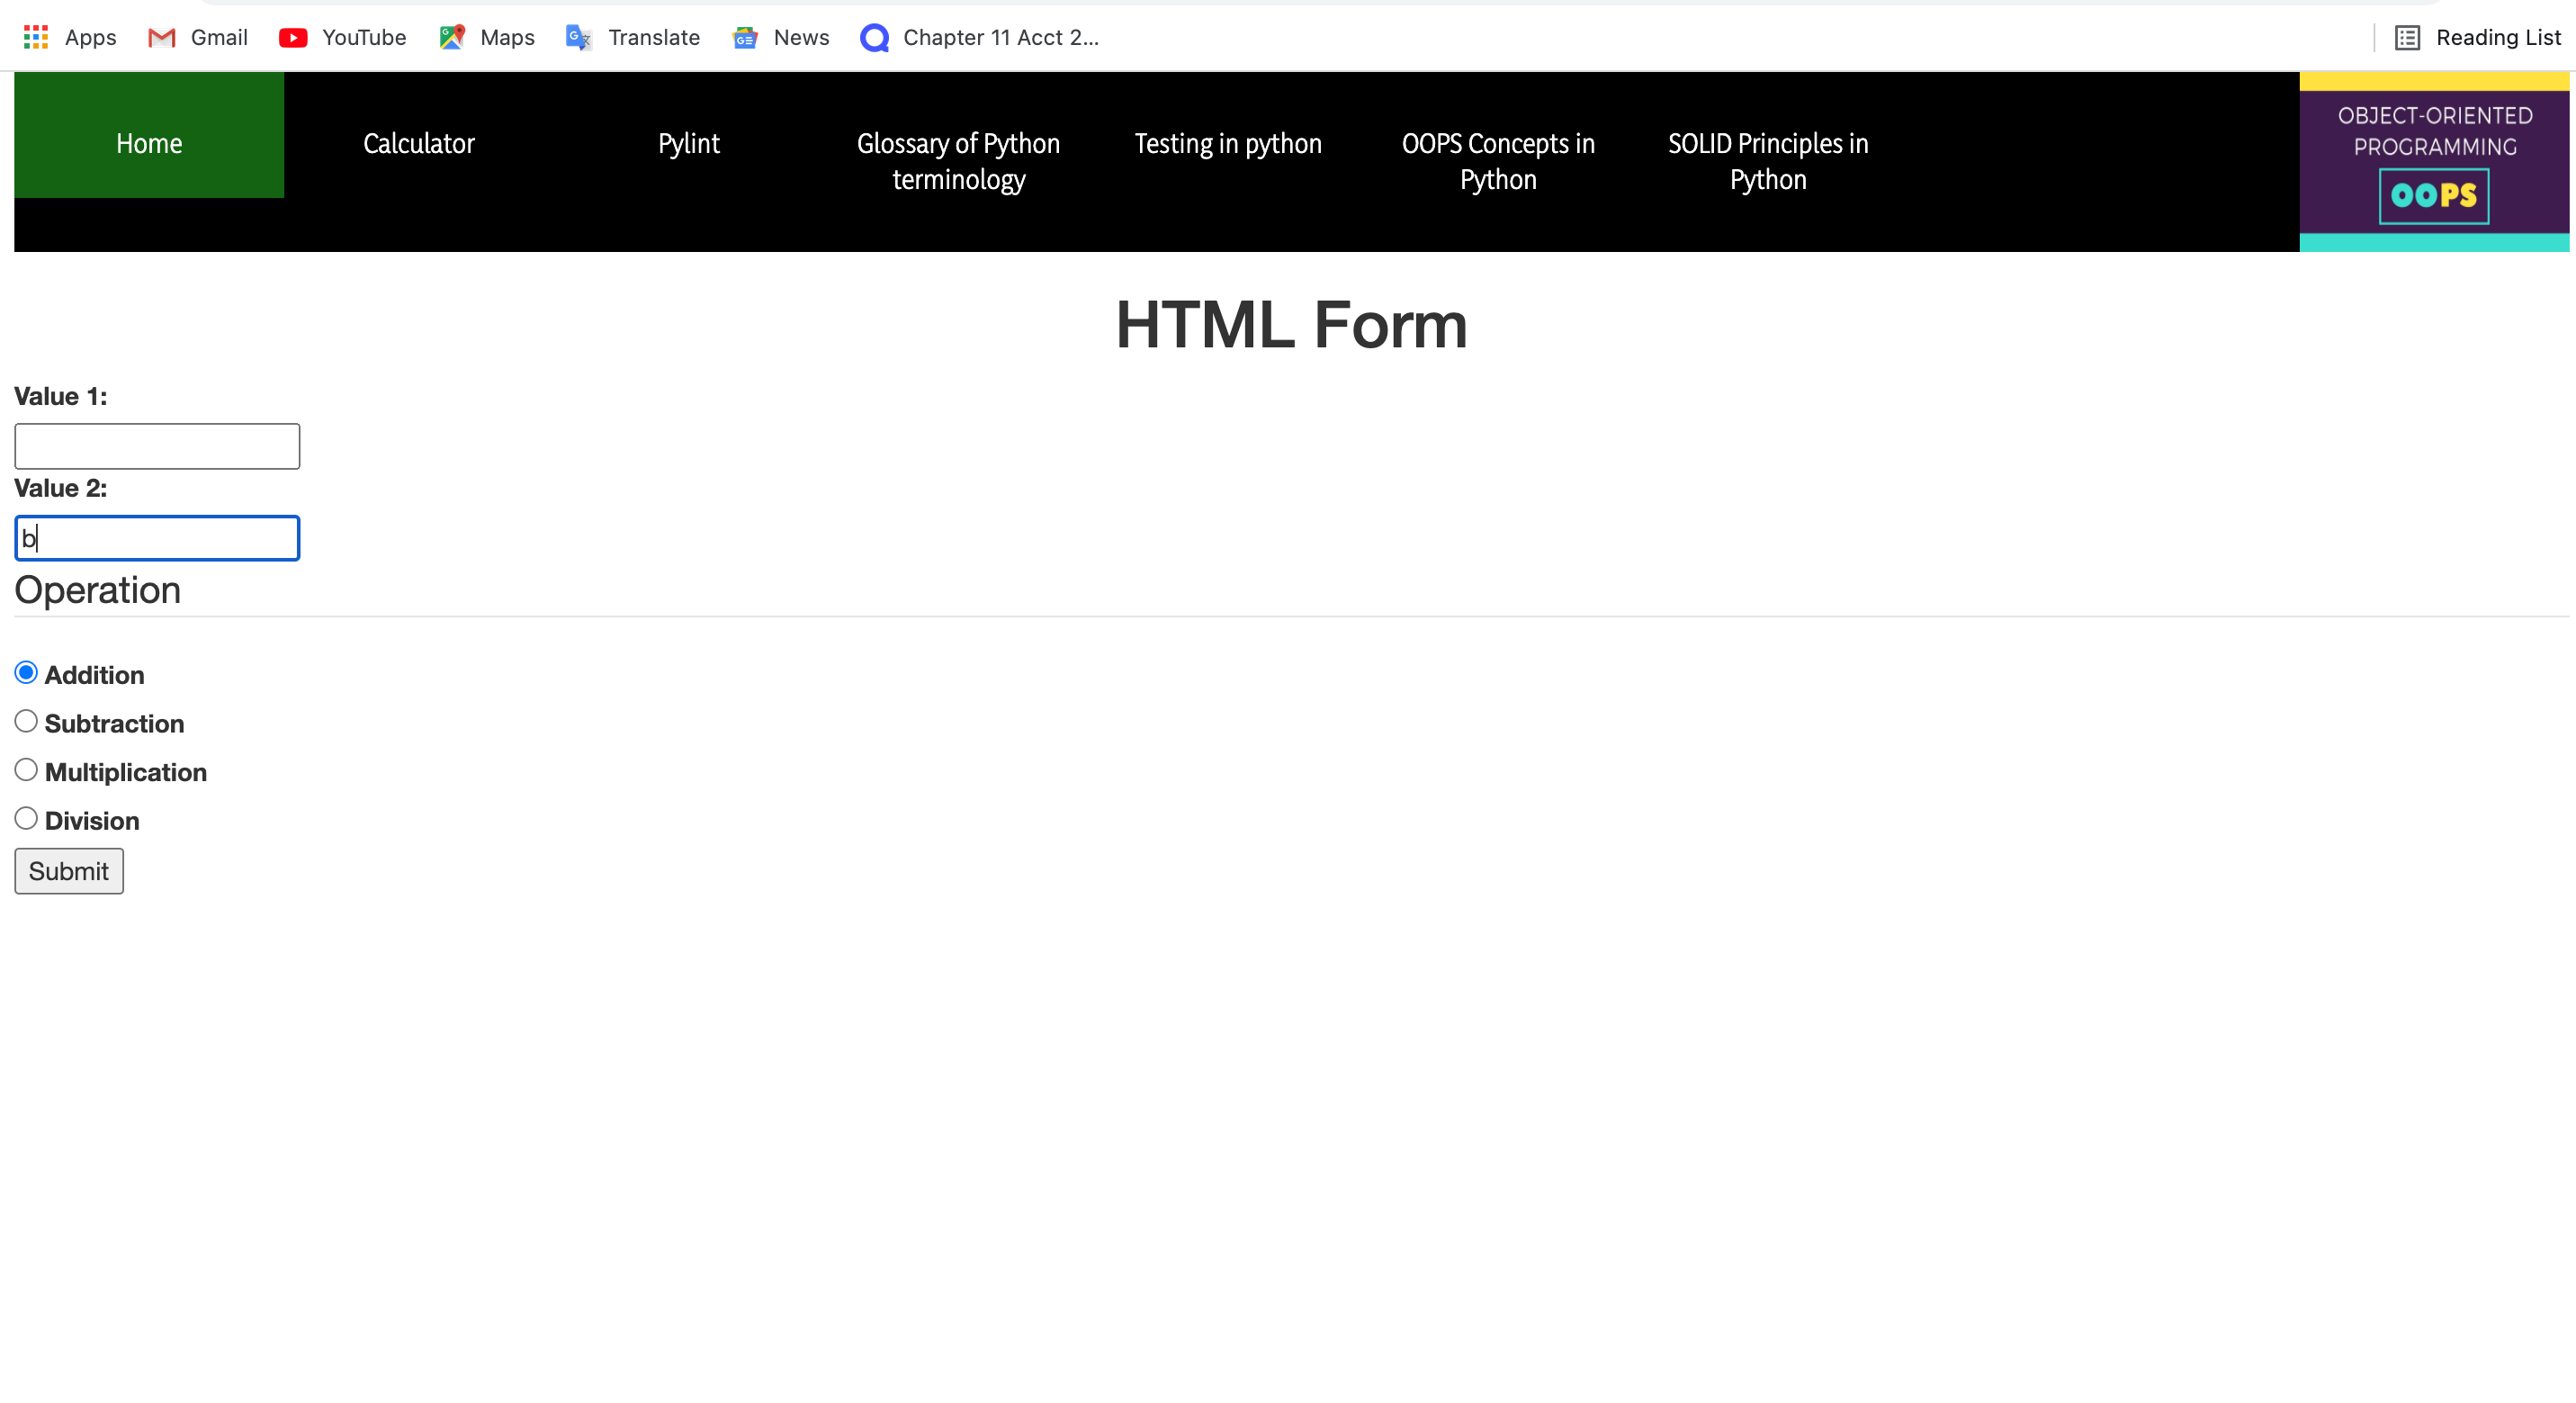 Apps Gmail YouTube Maps Translate News Chapter 11 Acct 2... Reading List
Home Calculator Pylint Glossary of Python terminology Testing in python OOPS Concepts in Python SOLID Principles in Python
OBJECT-ORIENTED
PROGRAMMING
OOPS
HTML Form
Value 1:
Value 2:
b
Operation
Addition
Subtraction
Multiplication
Division
Submit